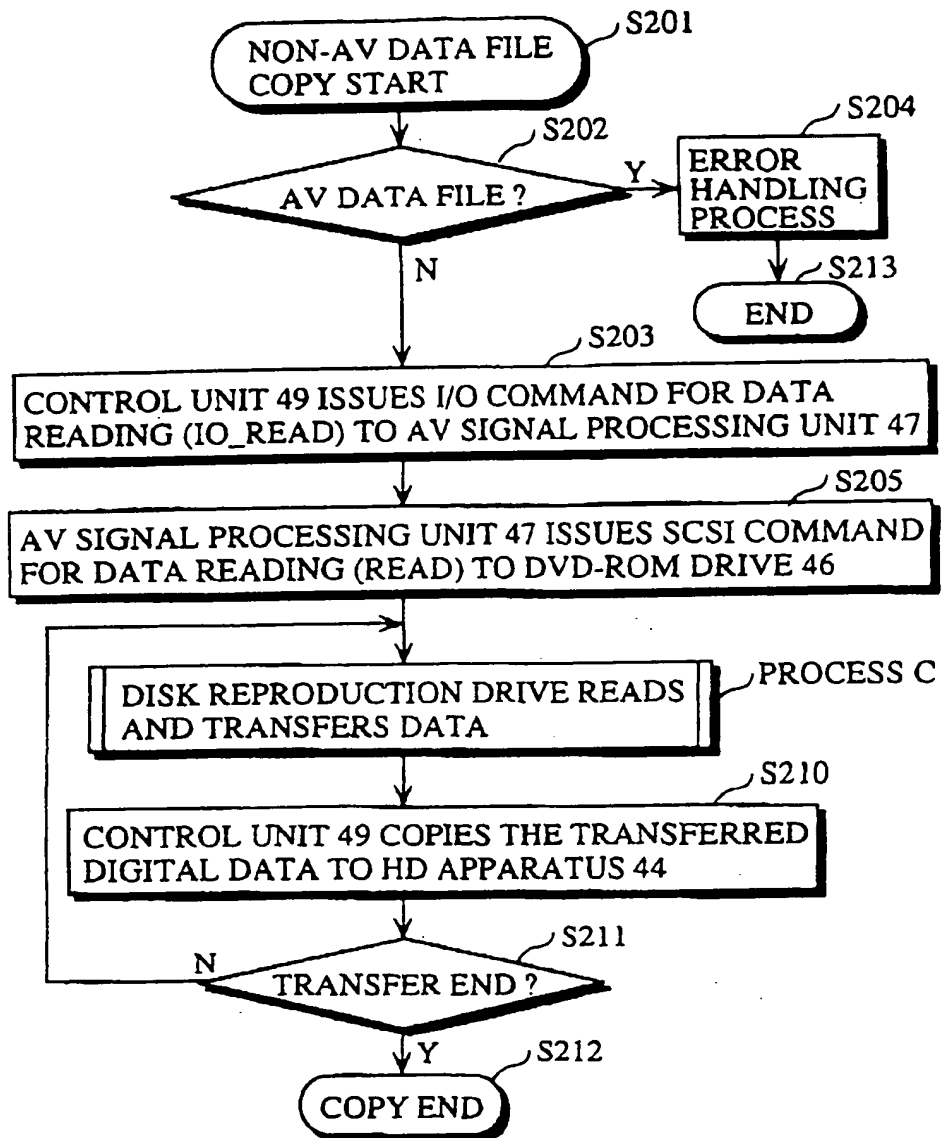 S201
NON-AV DATA FILE
COPY START
S202
AV DATA FILE ?
Y
N
S204
ERROR
HANDLING
PROCESS
S213
END
S203
CONTROL UNIT 49 ISSUES I/O COMMAND FOR DATA
READING (IO_READ) TO AV SIGNAL PROCESSING UNIT 47
S205
AV SIGNAL PROCESSING UNIT 47 ISSUES SCSI COMMAND
FOR DATA READING (READ) TO DVD-ROM DRIVE 46
DISK REPRODUCTION DRIVE READS
AND TRANSFERS DATA
PROCESS C
S210
CONTROL UNIT 49 COPIES THE TRANSFERRED
DIGITAL DATA TO HD APPARATUS 44
S211
N
TRANSFER END ?
Y
S212
COPY END